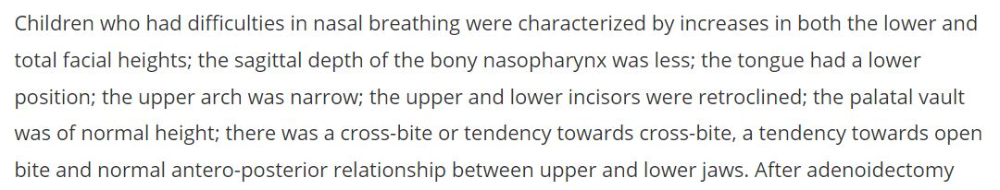 Children who had difficulties in nasal breathing were characterized by increases in both the lower and
total facial heights; the sagittal depth of the bony nasopharynx was less; the tongue had a lower
position; the upper arch was narrow; the upper and lower incisors were retroclined; the palatal vault
was of normal height; there was a cross-bite or tendency towards cross-bite, a tendency towards open
bite and normal antero-posterior relationship between upper and lower jaws. After adenoidectomy